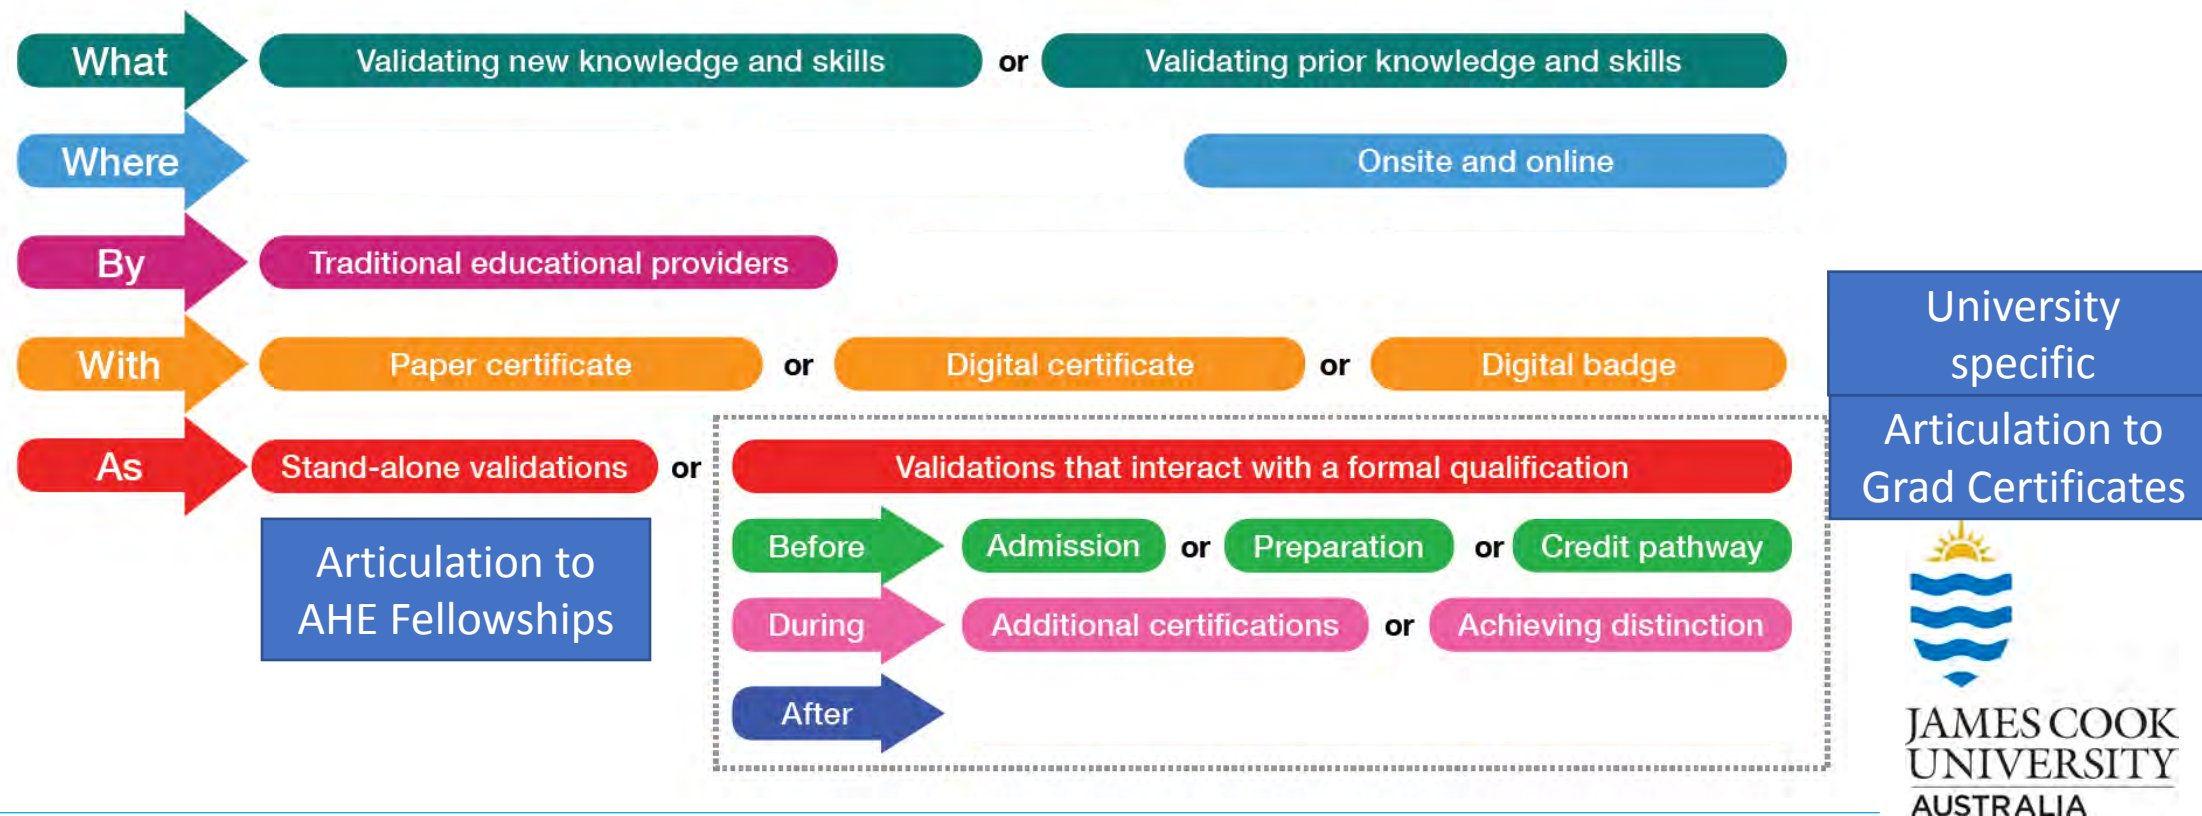 What Validating new knowledge and skills or Validating prior knowledge and skills
Where Onsite and online
By Traditional educational providers
With Paper certificate or Digital certificate or Digital badge
University
specific
As Stand-alone validations or Validations that interact with a formal qualification
Articulation to
Grad Certificates
Articulation to
AHE Fellowships
Before Admission or Preparation or Credit pathway
During Additional certifications or Achieving distinction
After
JAMES COOK
UNIVERSITY
AUSTRALIA